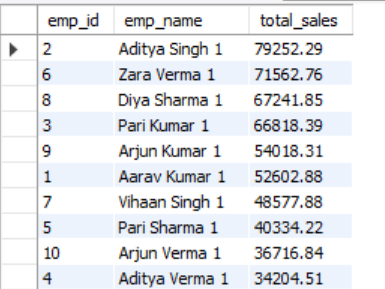 emp_id emp_name total_sales
2 Aditya Singh 1 79252.29
6 Zara Verma 1 71562.76
8 Diya Sharma 1 67241.85
3 Pari Kumar 1 66818.39
9 Arjun Kumar 1 54018.31
1 Aarav Kumar 1 52602.88
7 Vihaan Singh 1 48577.88
5 Pari Sharma 1 40334.22
10 Arjun Verma 1 36716.84
4 Aditya Verma 1 34204.51